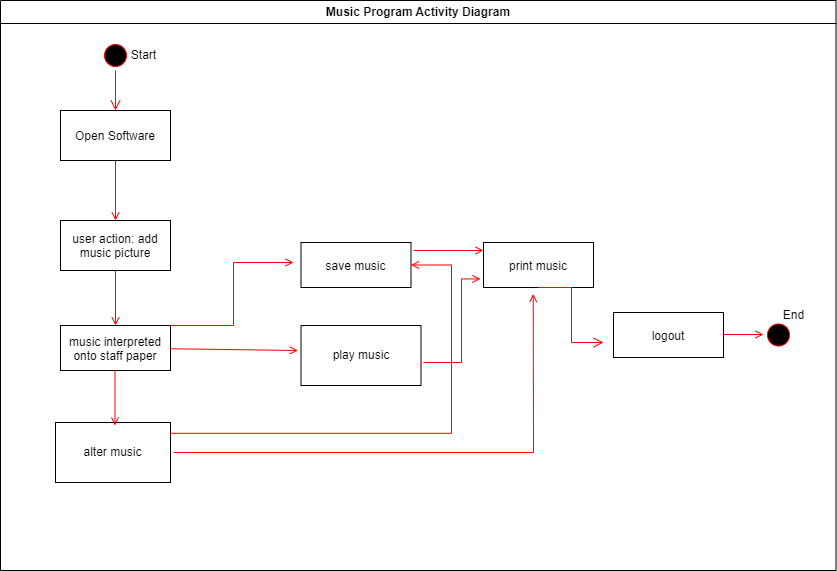 Music Program Activity Diagram
Start
Open Software
user action: add
music picture
music interpreted
onto staff paper
alter music
save music
play music
print music
logout
End